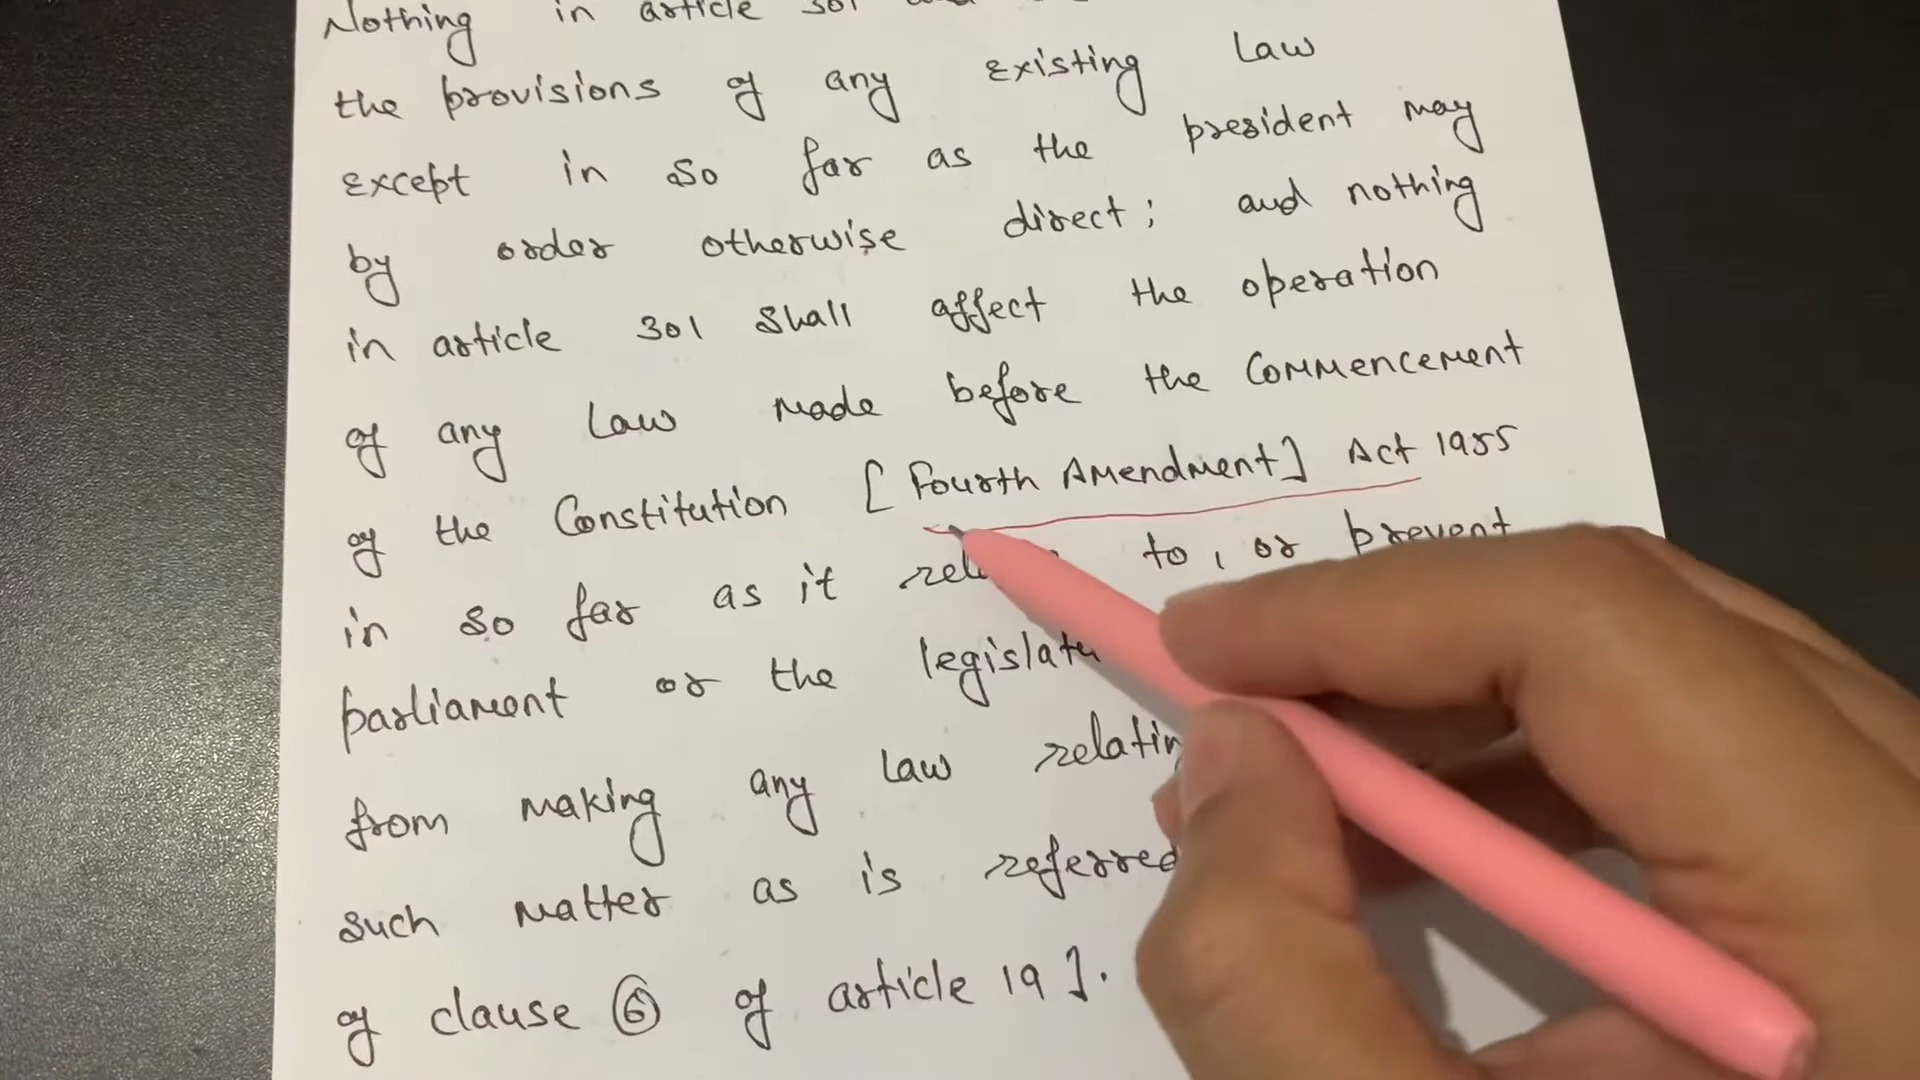 Nothing in article 301
the provisions of any existing law
except in so far as the president may
by order otherwise direct; and nothing
in article 301 shall affect the operation
of any law made before the commencement
of the Constitution [Fourth Amendment] Act 1955
in so far as it to, or prevent
parliament or the
from making any law
such matter as is referred
of clause ⑥ of article 19].